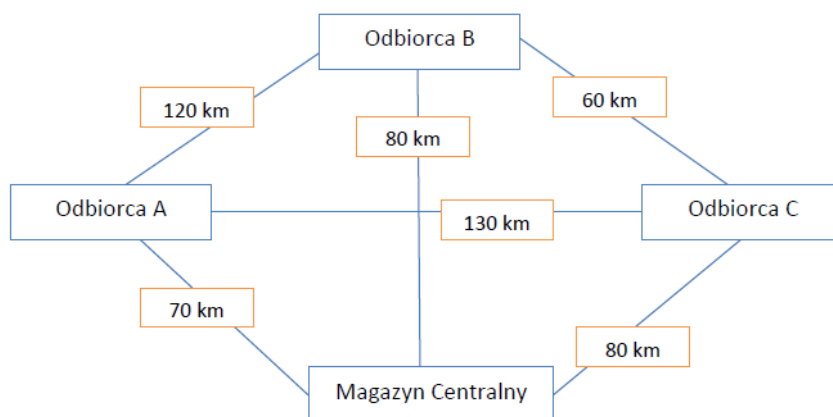 Odbiorca B
120 km
60 km
80 km
Odbiorca A
130 km
Odbiorca C
70 km
80 km
Magazyn Centralny